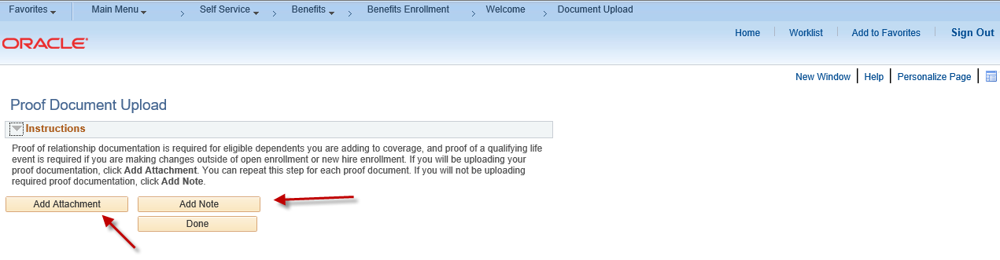 Favorites Main Menu Self Service Benefits Benefits Enrollment Welcome Document Upload
Home Worklist Add to Favorites Sign Out
ORACLE
New Window Help Personalize Page
Proof Document Upload
Instructions
Proof of relationship documentation is required for eligible dependents you are adding to coverage, and proof of a qualifying life
event is required if you are making changes outside of open enrollment or new hire enrollment. If you will be uploading your
proof documentation, click Add Attachment. You can repeat this step for each proof document. If you will not be uploading
required proof documentation, click Add Note.
Add Attachment Add Note
Done